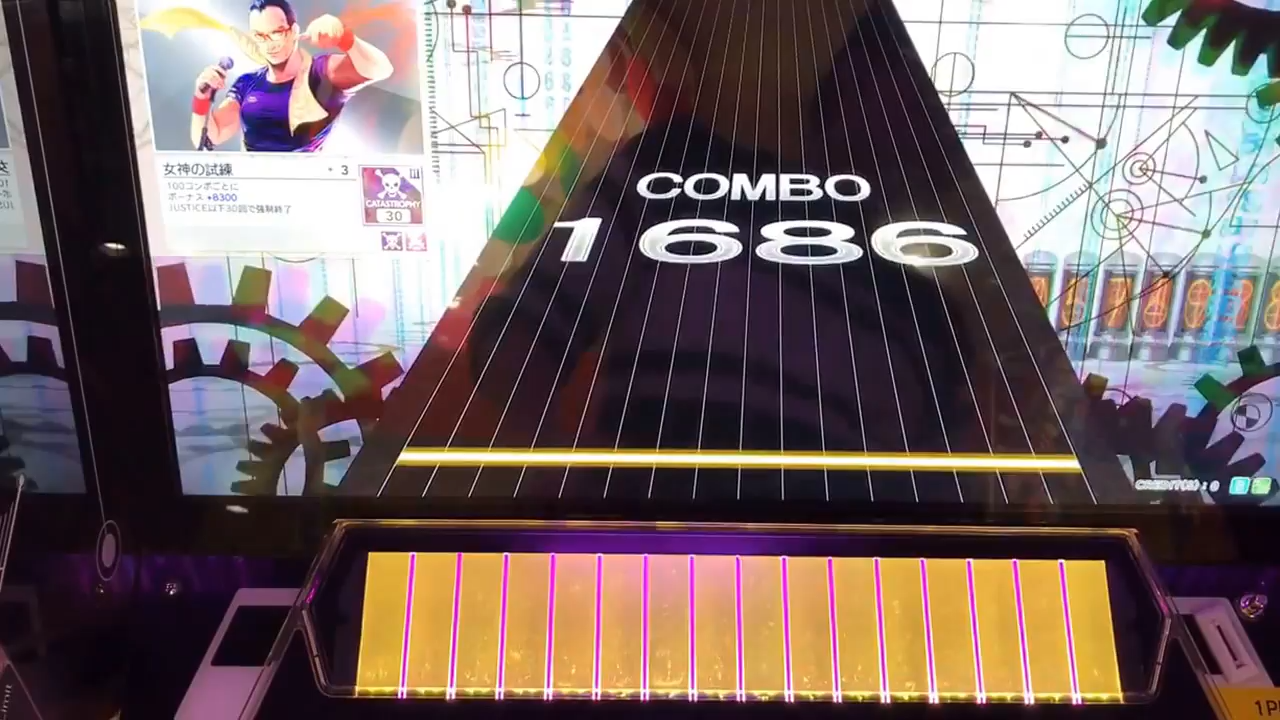 女神の試練 ・3
100コンボごとに
ボーナス +8300
JUSTICE以下30回で強制終了
CATASTROPHY
30
COMBO
1686
CREDIT(S) : 0
1P